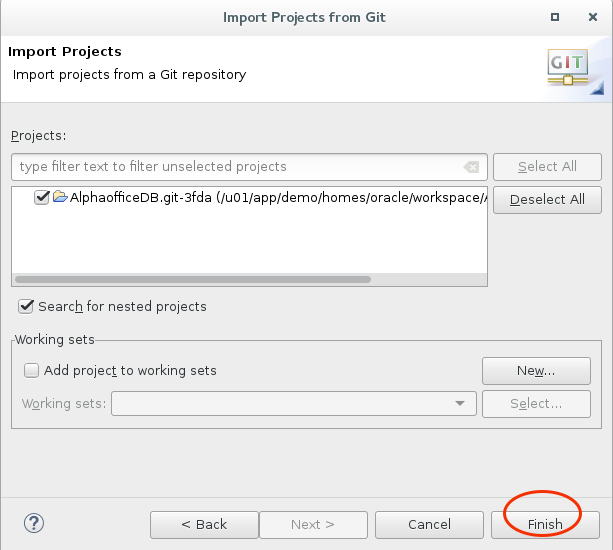 Import Projects from Git
Import Projects
Import projects from a Git repository
GIT
Projects:
type filter text to filter unselected projects
Select All
AlphaofficeDB.git-3fda (/u01/app/demo/homes/oracle/workspace/
Deselect All
Search for nested projects
Working sets
Add project to working sets
New...
Working sets:
Select...
?
< Back
Next >
Cancel
Finish